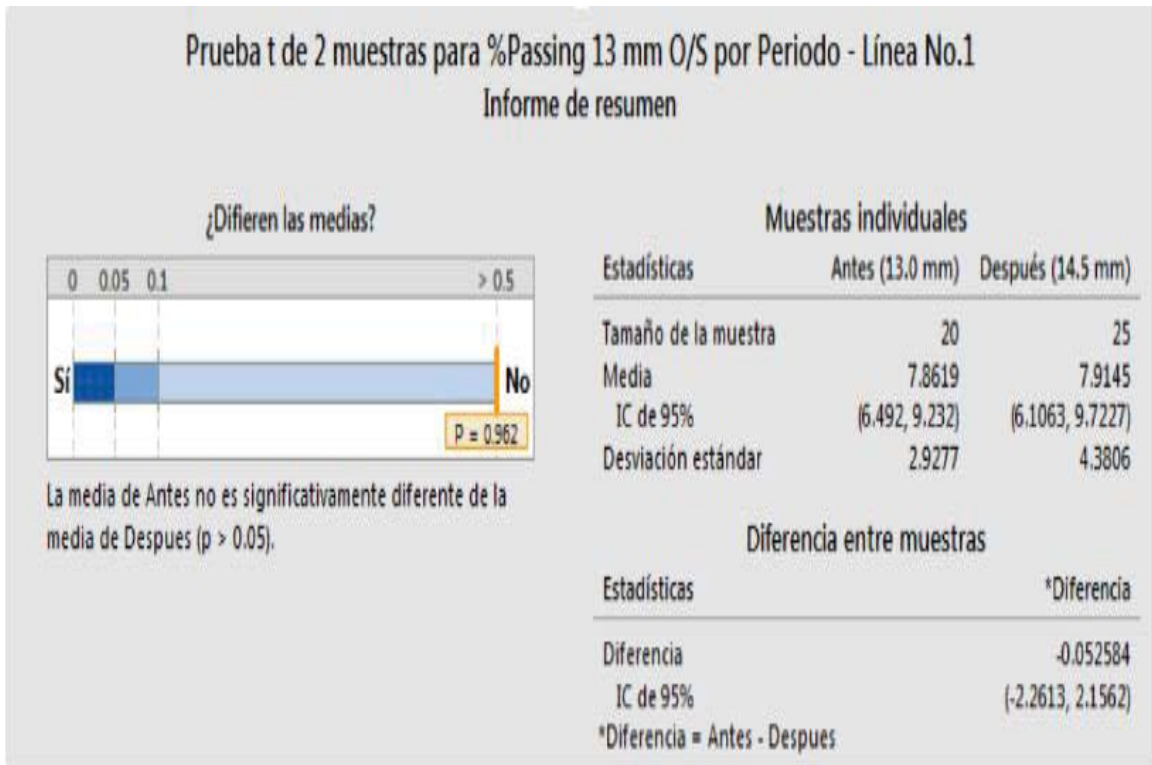 Prueba t de 2 muestras para %Passing 13 mm O/S por Periodo - Línea No.1
Informe de resumen
¿Difieren las medias?
0 0.05 0.1 > 0.5
Sí No
P = 0.962
La media de Antes no es significativamente diferente de la
media de Despues (p > 0.05).
Muestras individuales
Estadísticas Antes (13.0 mm) Después (14.5 mm)
Tamaño de la muestra 20 25
Media 7.8619 7.9145
IC de 95% (6.492, 9.232) (6.1063, 9.7227)
Desviación estándar 2.9277 4.3806
Diferencia entre muestras
Estadísticas *Diferencia
Diferencia -0.052584
IC de 95% (-2.2613, 2.1562)
*Diferencia = Antes - Despues